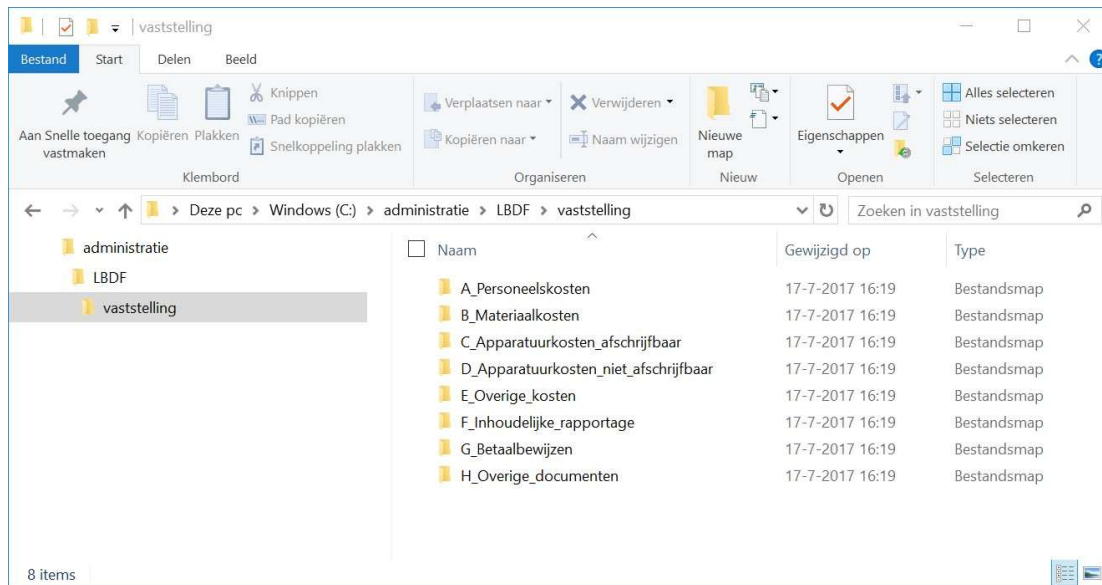 vaststelling
Bestand Start Delen Beeld
Aan Snelle toegang vastmaken
Kopiëren Plakken
Knippen
Pad kopiëren
Snelkoppeling plakken
Verplaatsen naar
Kopiëren naar
Verwijderen
Naam wijzigen
Nieuwe map
Eigenschappen
Alles selecteren
Niets selecteren
Selectie omkeren
Klembord Organiseren Nieuw Openen Selecteren
Deze pc > Windows (C:) > administratie > LBDF > vaststelling
Zoeken in vaststelling
administratie
LBDF
vaststelling
Naam Gewijzigd op Type
A_Personeelskosten 17-7-2017 16:19 Bestandsmap
B_Materiaalkosten 17-7-2017 16:19 Bestandsmap
C_Apparatuurkosten_afschrijfbaar 17-7-2017 16:19 Bestandsmap
D_Apparatuurkosten_niet_afschrijfbaar 17-7-2017 16:19 Bestandsmap
E_Overige_kosten 17-7-2017 16:19 Bestandsmap
F_Inhoudelijke_rapportage 17-7-2017 16:19 Bestandsmap
G_Betaalbewijzen 17-7-2017 16:19 Bestandsmap
H_Overige_documenten 17-7-2017 16:19 Bestandsmap
8 items